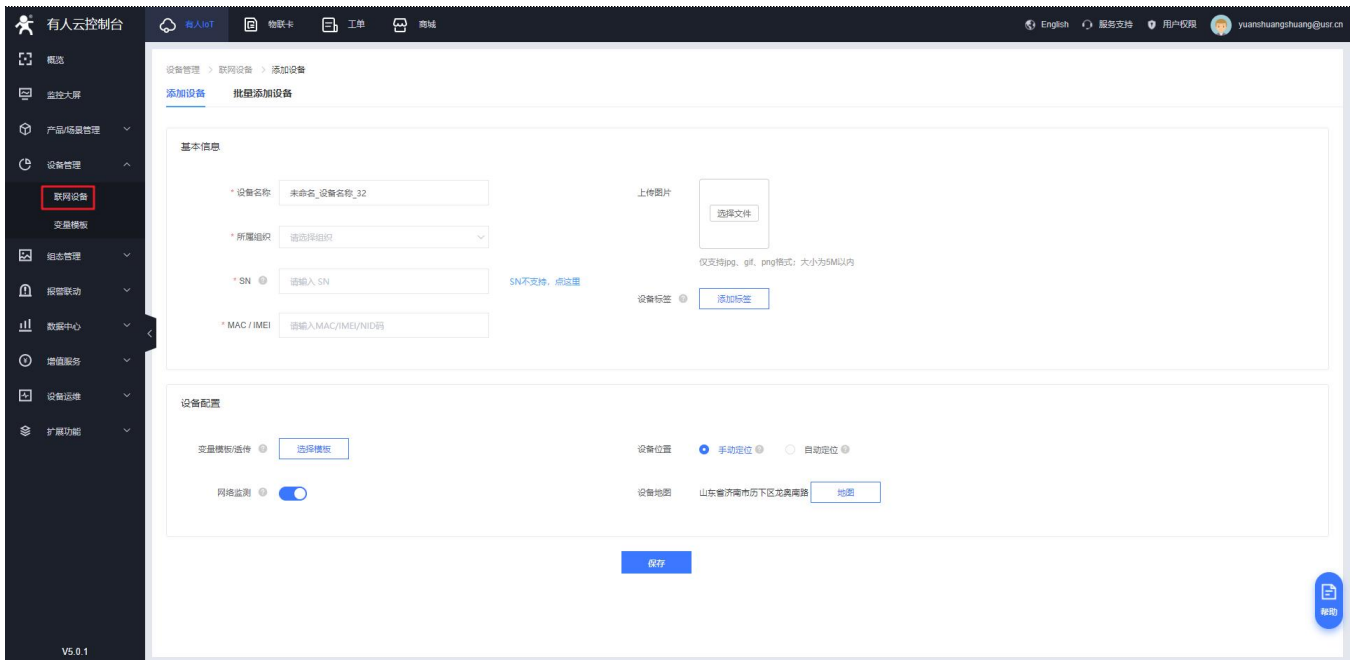 有人云控制台
有人IoT 物联卡 工单 商城
English 服务支持 用户权限 yuanshuangshuang@usr.cn
概览
监控大屏
产品/场景管理
设备管理
联网设备
变量模板
组态管理
报警联动
数据中心
增值服务
设备运维
扩展功能
V5.0.1
设备管理 > 联网设备 > 添加设备
添加设备 批量添加设备
基本信息
* 设备名称 未命名_设备名称_32
* 所属组织 请选择组织
* SN 请输入 SN SN不支持，点这里
* MAC / IMEI 请输入MAC/IMEI/NID码
上传图片
选择文件
仅支持jpg、gif、png格式；大小为5M以内
设备标签 添加标签
设备配置
变量模板/透传 选择模板
网络监测
设备位置 手动定位 自动定位
设备地图 山东省济南市历下区龙奥南路 地图
保存
帮助